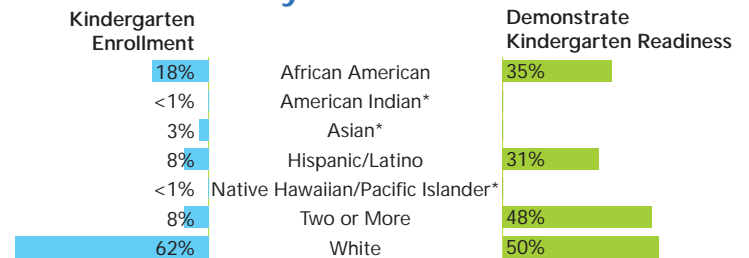 Kindergarten
Enrollment
Demonstrate
Kindergarten Readiness
18% African American 35%
<1% American Indian*
3% Asian*
8% Hispanic/Latino 31%
<1% Native Hawaiian/Pacific Islander*
8% Two or More 48%
62% White 50%